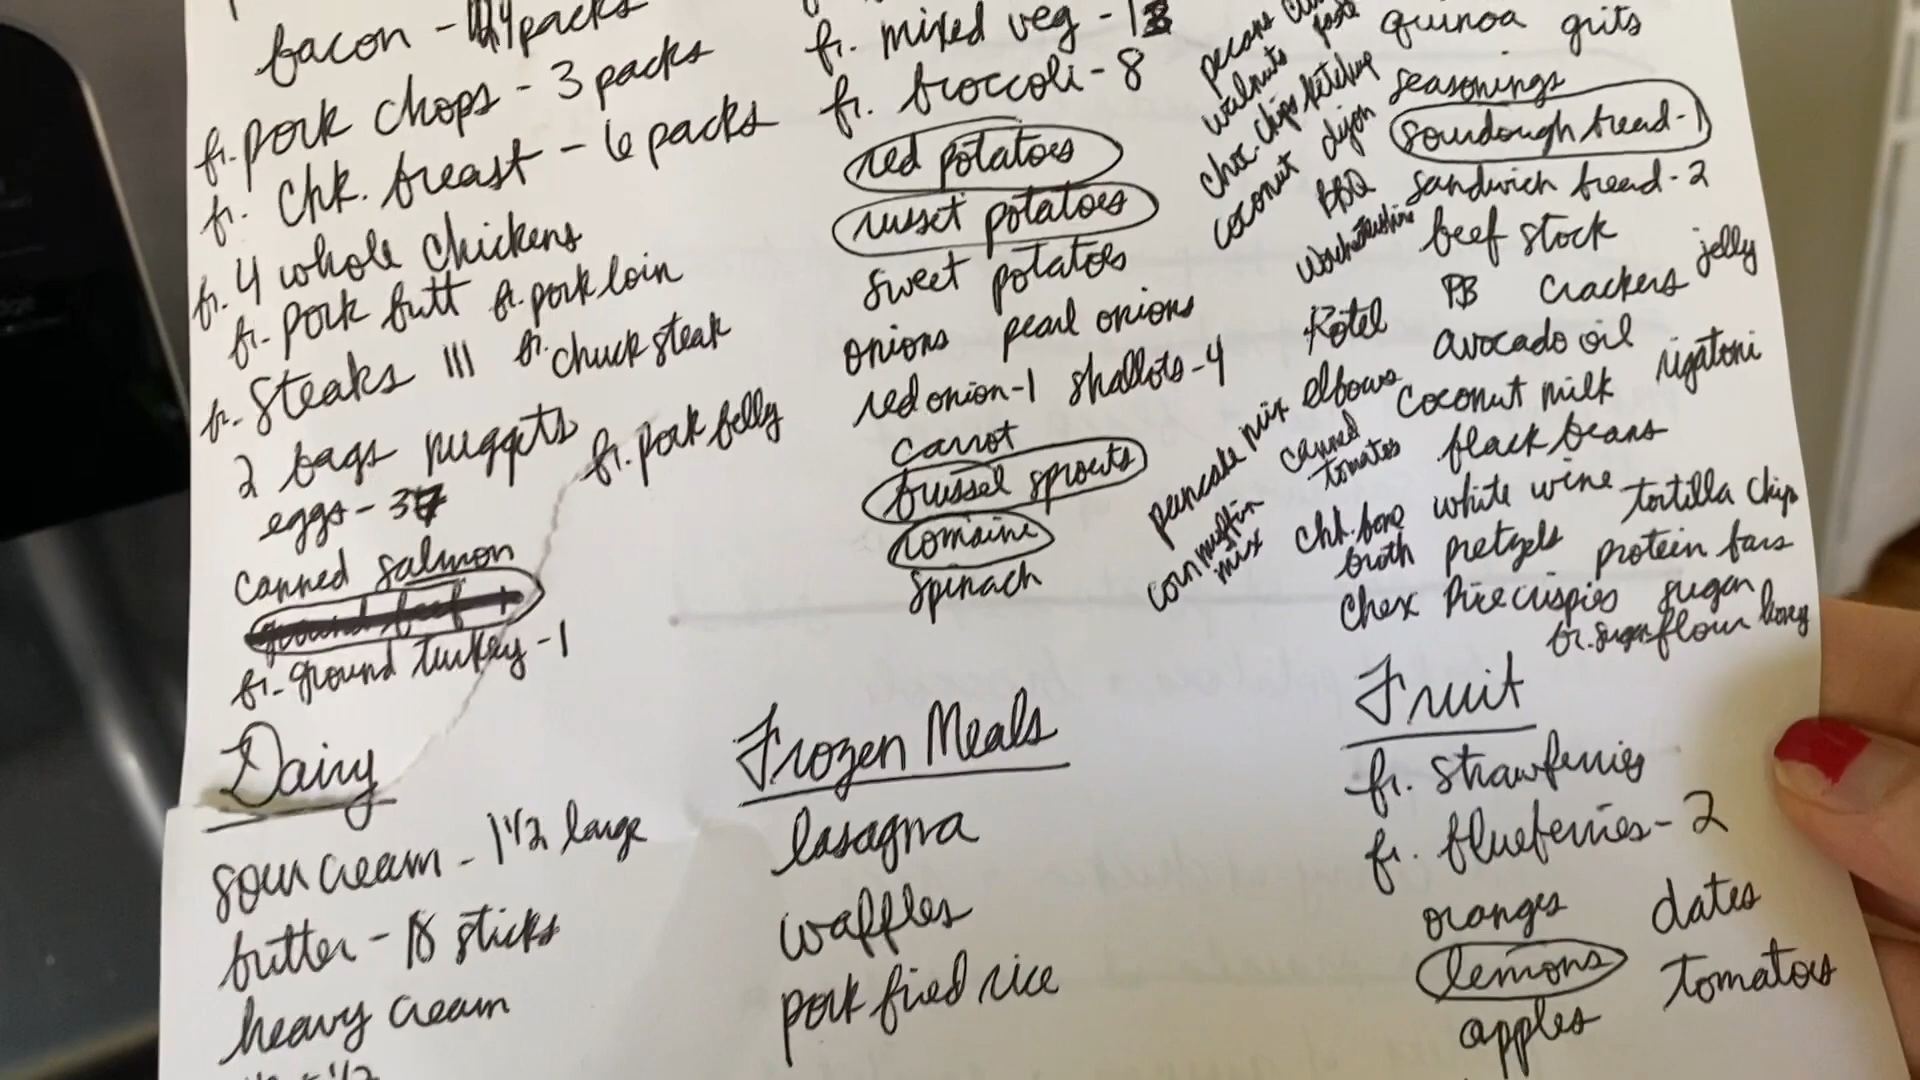 bacon - packs
fr. pork chops - 3 packs
fr. chk. breast - 6 packs
fr. 4 whole chickens
fr. pork butt fr. pork loin
fr. steaks III fr. chuck steak
2 bags nuggets
fr. pork belly
eggs - 37
canned salmon
ground beef
fr. ground turkey - 1
Dairy
sour cream - 1 1/2 large
butter - 18 sticks
heavy cream
fr. mixed veg - 13
fr. broccoli - 8
red potatoes
russet potatoes
sweet potatoes
onions pearl onions
red onion - 1 shallots - 4
carrot
brussel sprouts
romaine
spinach
Frozen Meals
lasagna
waffles
pork fried rice
pecans
walnuts
choc. chips
coconut
paste
ketchup
dijon
BBQ
quinoa grits
seasonings
sourdough bread - 1
sandwich bread - 2
beef stock
PB crackers jelly
Rotel avocado oil
elbows coconut milk rigatoni
pancake mix
corn muffin
mix
canned
tomatoes
black beans
chk. bone
broth
white wine tortilla chips
pretzels protein bars
chex Ricecrispies sugar
br. sugar flour honey
Fruit
fr. strawberries
fr. blueberries - 2
oranges dates
lemons tomatoes
apples